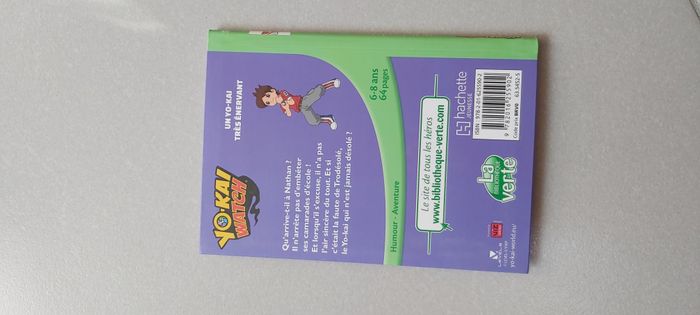 YO-KAI
WATCH
UN YO-KAI
TRÈS ÉNERVANT
Qu'arrive-t-il à Nathan ?
Il n'arrête pas d'embêter
ses camarades d'école !
Et lorsqu'il s'excuse, il n'a pas
l'air sincère du tout. Et si
c'était la faute de Trodésolé,
le Yo-kai qui n'est jamais désolé ?
6-8 ans
64 pages
Humour - Aventure
Le site de tous les héros
www.bibliotheque-verte.com
La
BIBLIOTHÈQUE
verte
hachette
JEUNESSE
yo-kai-world.eu/